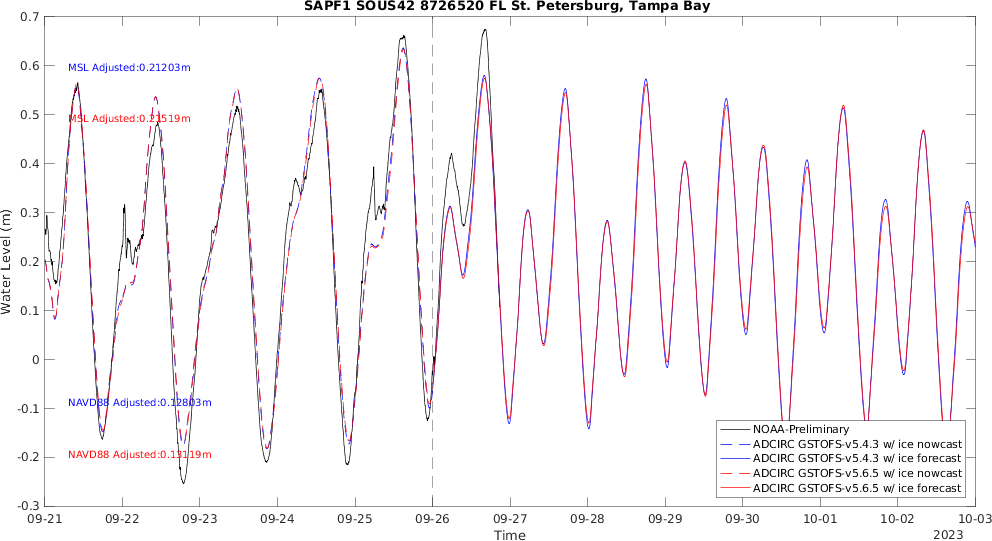 SAPF1 SOUS42 8726520 FL St. Petersburg, Tampa Bay
0.7
0.6
0.5
0.4
0.3
0.2
0.1
0
-0.1
-0.2
-0.3
Water Level (m)
MSL Adjusted:0.21203m
MSL Adjusted:0.21519m
NAVD88 Adjusted:0.12803m
NAVD88 Adjusted:0.13119m
NOAA-Preliminary
ADCIRC GSTOFS-v5.4.3 w/ ice nowcast
ADCIRC GSTOFS-v5.4.3 w/ ice forecast
ADCIRC GSTOFS-v5.6.5 w/ ice nowcast
ADCIRC GSTOFS-v5.6.5 w/ ice forecast
09-21 09-22 09-23 09-24 09-25 09-26 09-27 09-28 09-29 09-30 10-01 10-02 10-03
Time
2023